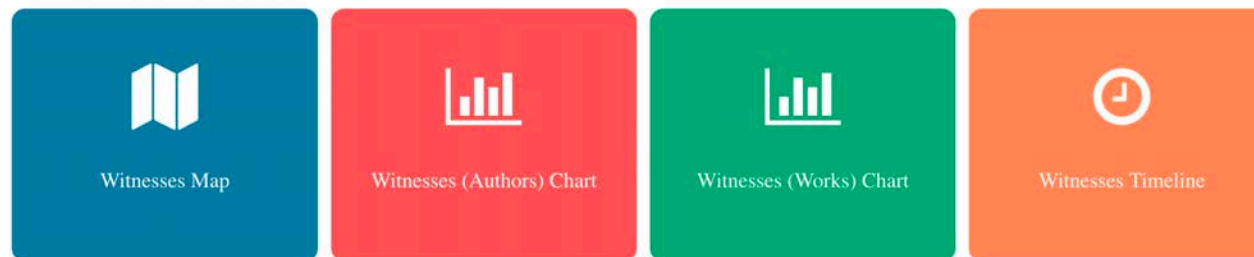 Witnesses Map
Witnesses (Authors) Chart
Witnesses (Works) Chart
Witnesses Timeline